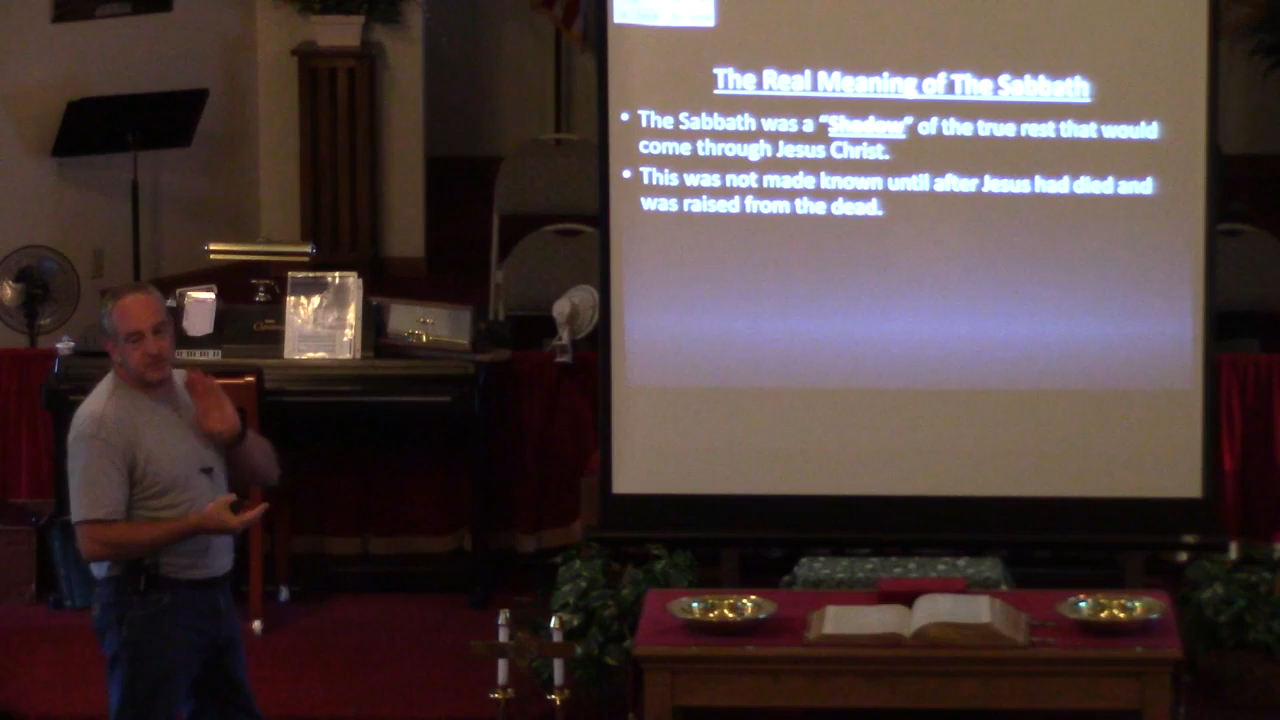 The Real Meaning of The Sabbath
• The Sabbath was a “Shadow” of the true rest that would
come through Jesus Christ.
• This was not made known until after Jesus had died and
was raised from the dead.